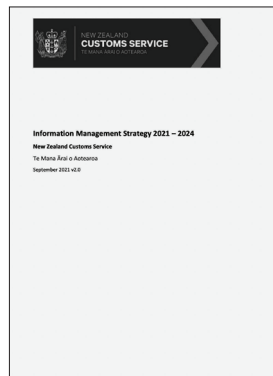 NEW ZEALAND
CUSTOMS SERVICE
TE MANA ĀRAI O AOTEAROA
Information Management Strategy 2021 – 2024
New Zealand Customs Service
Te Mana Ārai o Aotearoa
September 2021 v2.0